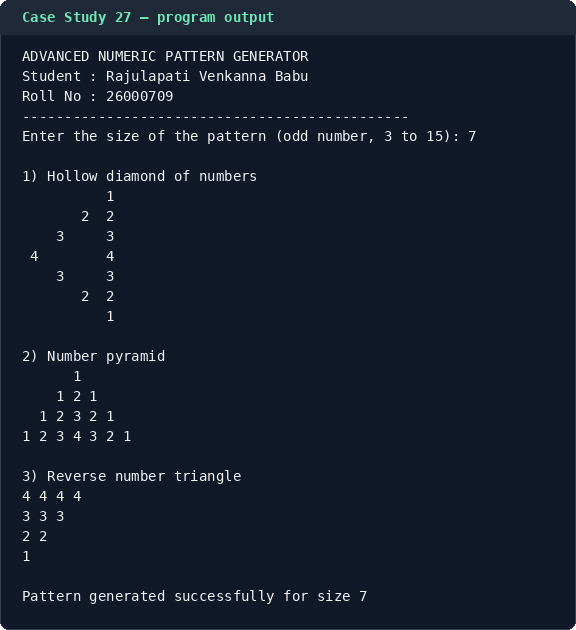 Case Study 27 — program output
ADVANCED NUMERIC PATTERN GENERATOR
Student : Rajulapati Venkanna Babu
Roll No : 26000709
----------------------------------------------
Enter the size of the pattern (odd number, 3 to 15): 7

1) Hollow diamond of numbers
          1
       2  2
    3     3
 4        4
    3     3
       2  2
          1

2) Number pyramid
      1
    1 2 1
  1 2 3 2 1
1 2 3 4 3 2 1

3) Reverse number triangle
4 4 4 4
3 3 3
2 2
1

Pattern generated successfully for size 7